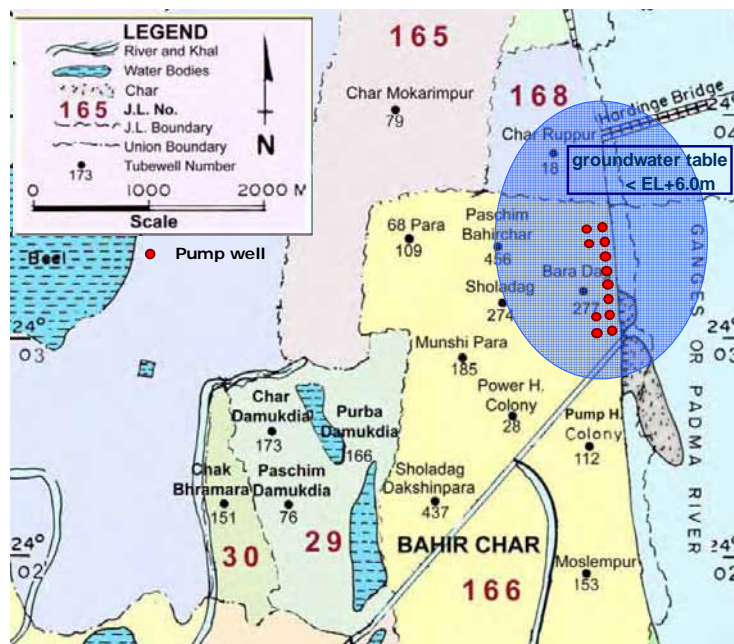 LEGEND
River and Khal
Water Bodies
Char
165 J.L. No.
J.L. Boundary
Union Boundary
Tubewell Number
173
N
0 1000 2000 M
Scale
Pump well
165
Char Mokarimpur
79
168
Char Ruppur
18
Hardinge Bridge
24°
04
groundwater table
< EL+6.0m
68 Para
109
Paschim
Bahirchar
456
Bara Da
277
Sholadag
274
Beel
24°
03
24°
03
Munshi Para
185
Power H.
Colony
28
Pump H.
Colony
112
GANGES OR PADMA RIVER
Char
Damukdia
173
Purba
Damukdia
166
Chak
Bhramara
151
Paschim
Damukdia
76
Sholadag
Dakshinpara
437
30
29
BAHIR CHAR
166
Moslempur
153
24°
02'
24°
02